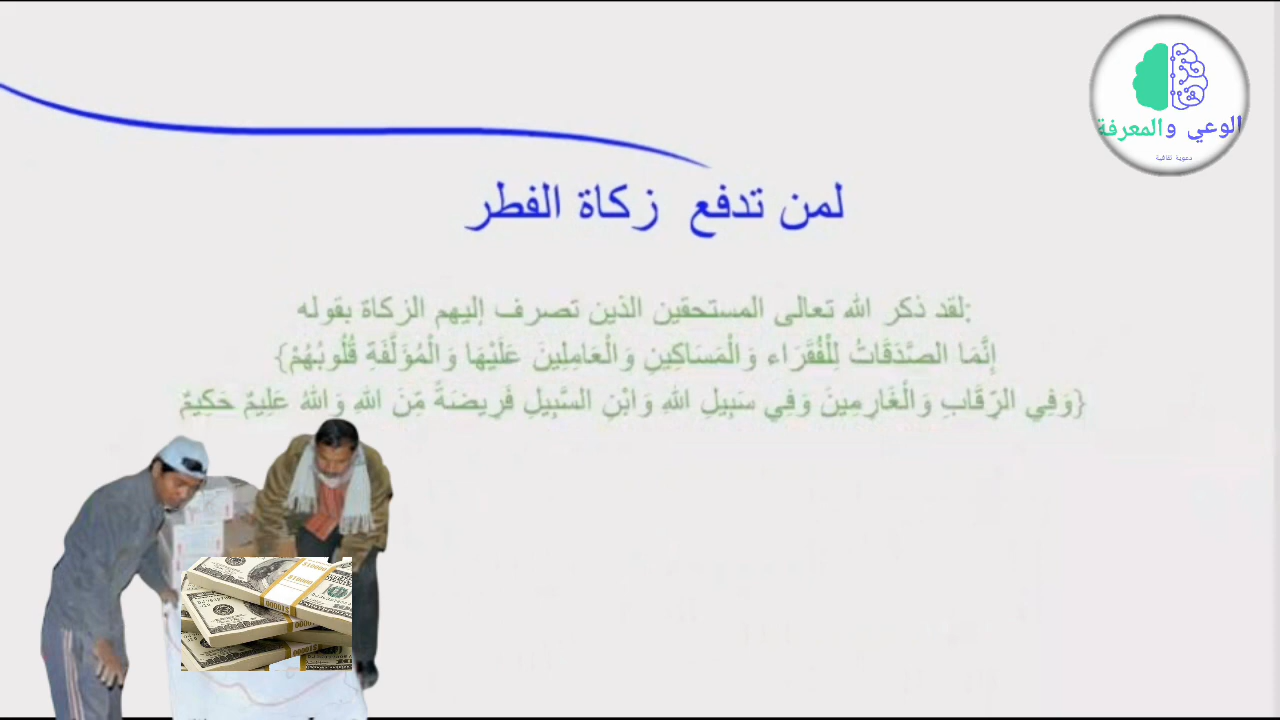 الوعي والمعرفة
دعوية ثقافية
لمن تدفع زكاة الفطر
لقد ذكر الله تعالى المستحقين الذين تصرف إليهم الزكاة بقوله:
إِنَّمَا الصَّدَقَاتُ لِلْفُقَرَاء وَالْمَسَاكِينِ وَالْعَامِلِينَ عَلَيْهَا وَالْمُؤَلَّفَةِ قُلُوبُهُمْ}
{وَفِي الرِّقَابِ وَالْغَارِمِينَ وَفِي سَبِيلِ اللهِ وَابْنِ السَّبِيلِ فَرِيضَةً مِّنَ اللهِ وَاللهُ عَلِيمٌ حَكِيمٌ